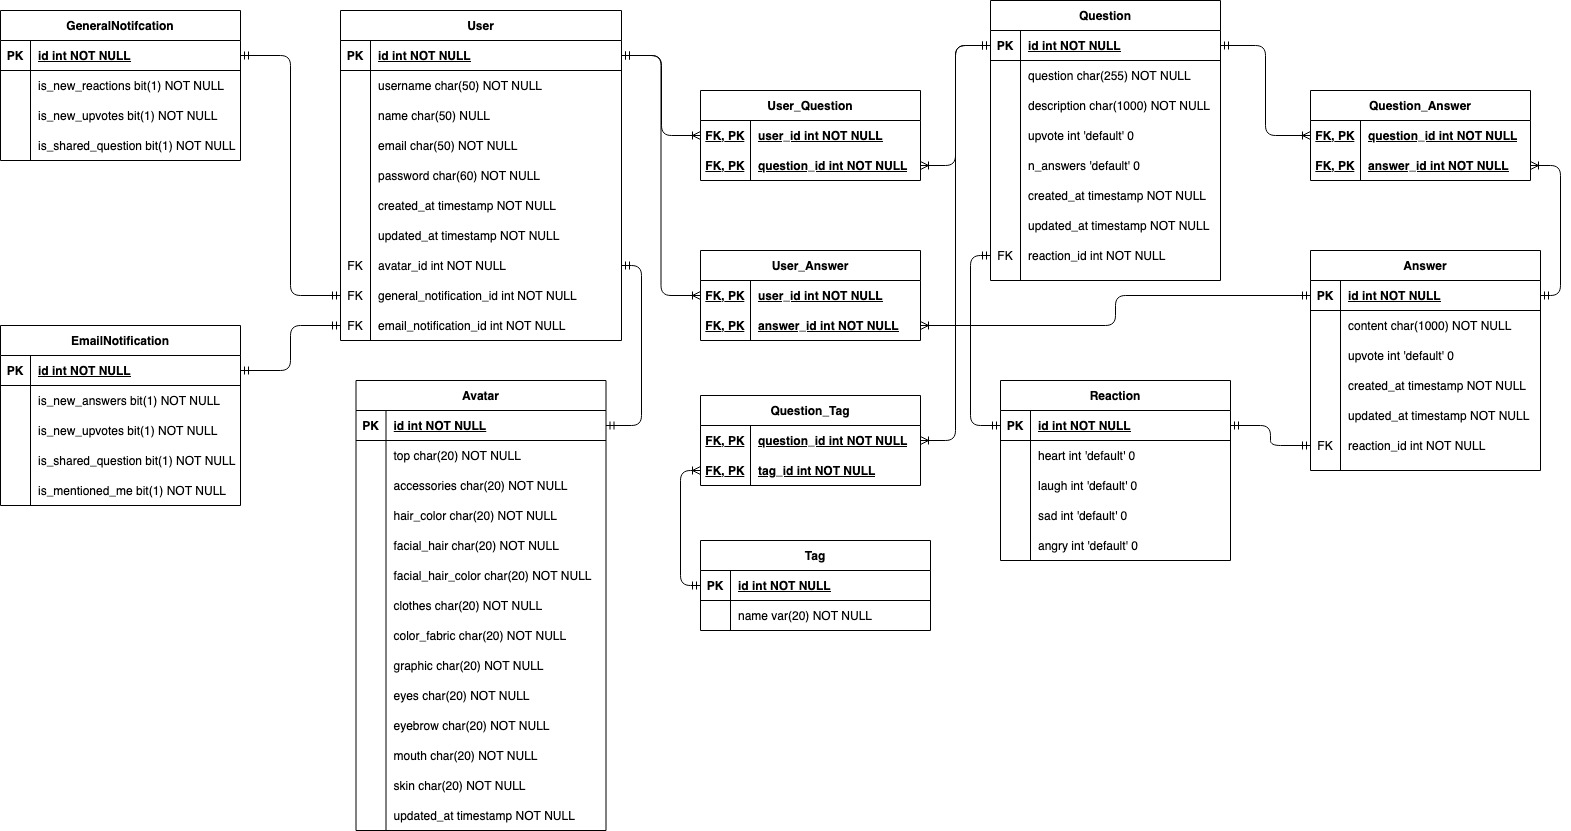 GeneralNotifcation
PK id int NOT NULL
is_new_reactions bit(1) NOT NULL
is_new_upvotes bit(1) NOT NULL
is_shared_question bit(1) NOT NULL
EmailNotification
PK id int NOT NULL
is_new_answers bit(1) NOT NULL
is_new_upvotes bit(1) NOT NULL
is_shared_question bit(1) NOT NULL
is_mentioned_me bit(1) NOT NULL
User
PK id int NOT NULL
username char(50) NOT NULL
name char(50) NULL
email char(50) NOT NULL
password char(60) NOT NULL
created_at timestamp NOT NULL
updated_at timestamp NOT NULL
FK avatar_id int NOT NULL
FK general_notification_id int NOT NULL
FK email_notification_id int NOT NULL
Avatar
PK id int NOT NULL
top char(20) NOT NULL
accessories char(20) NOT NULL
hair_color char(20) NOT NULL
facial_hair char(20) NOT NULL
facial_hair_color char(20) NOT NULL
clothes char(20) NOT NULL
color_fabric char(20) NOT NULL
graphic char(20) NOT NULL
eyes char(20) NOT NULL
eyebrow char(20) NOT NULL
mouth char(20) NOT NULL
skin char(20) NOT NULL
updated_at timestamp NOT NULL
User_Question
FK, PK user_id int NOT NULL
FK, PK question_id int NOT NULL
User_Answer
FK, PK user_id int NOT NULL
FK, PK answer_id int NOT NULL
Question_Tag
FK, PK question_id int NOT NULL
FK, PK tag_id int NOT NULL
Tag
PK id int NOT NULL
name var(20) NOT NULL
Question
PK id int NOT NULL
question char(255) NOT NULL
description char(1000) NOT NULL
upvote int 'default' 0
n_answers 'default' 0
created_at timestamp NOT NULL
updated_at timestamp NOT NULL
FK reaction_id int NOT NULL
Reaction
PK id int NOT NULL
heart int 'default' 0
laugh int 'default' 0
sad int 'default' 0
angry int 'default' 0
Question_Answer
FK, PK question_id int NOT NULL
FK, PK answer_id int NOT NULL
Answer
PK id int NOT NULL
content char(1000) NOT NULL
upvote int 'default' 0
created_at timestamp NOT NULL
updated_at timestamp NOT NULL
FK reaction_id int NOT NULL